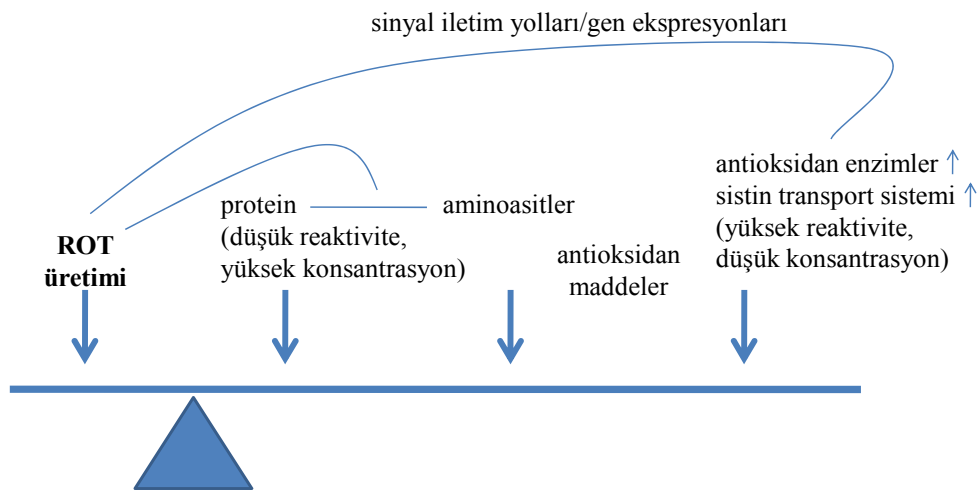 sinyal iletim yolları/gen ekspresyonları
ROT
üretimi
protein
(düşük reaktivite,
yüksek konsantrasyon)
aminoasitler
antioksidan
maddeler
antioksidan enzimler ↑
sistin transport sistemi ↑
(yüksek reaktivite,
düşük konsantrasyon)